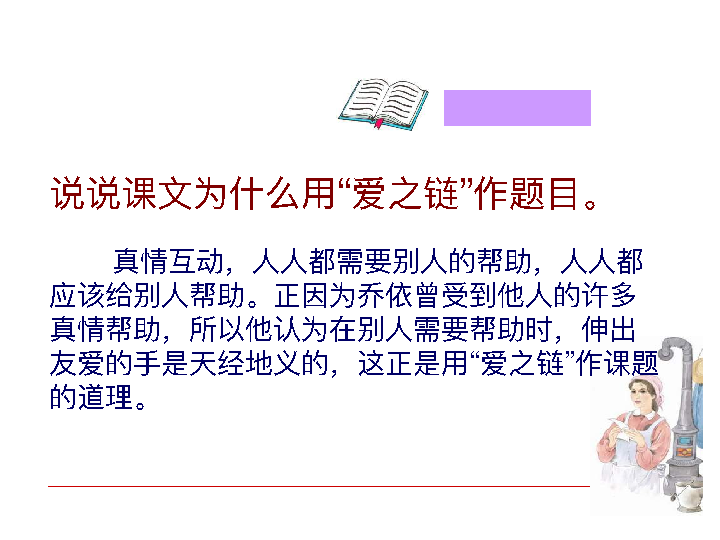 说说课文为什么用“爱之链”作题目。
真情互动，人人都需要别人的帮助，人人都
应该给别人帮助。正因为乔依曾受到他人的许多
真情帮助，所以他认为在别人需要帮助时，伸出
友爱的手是天经地义的，这正是用“爱之链”作课题
的道理。